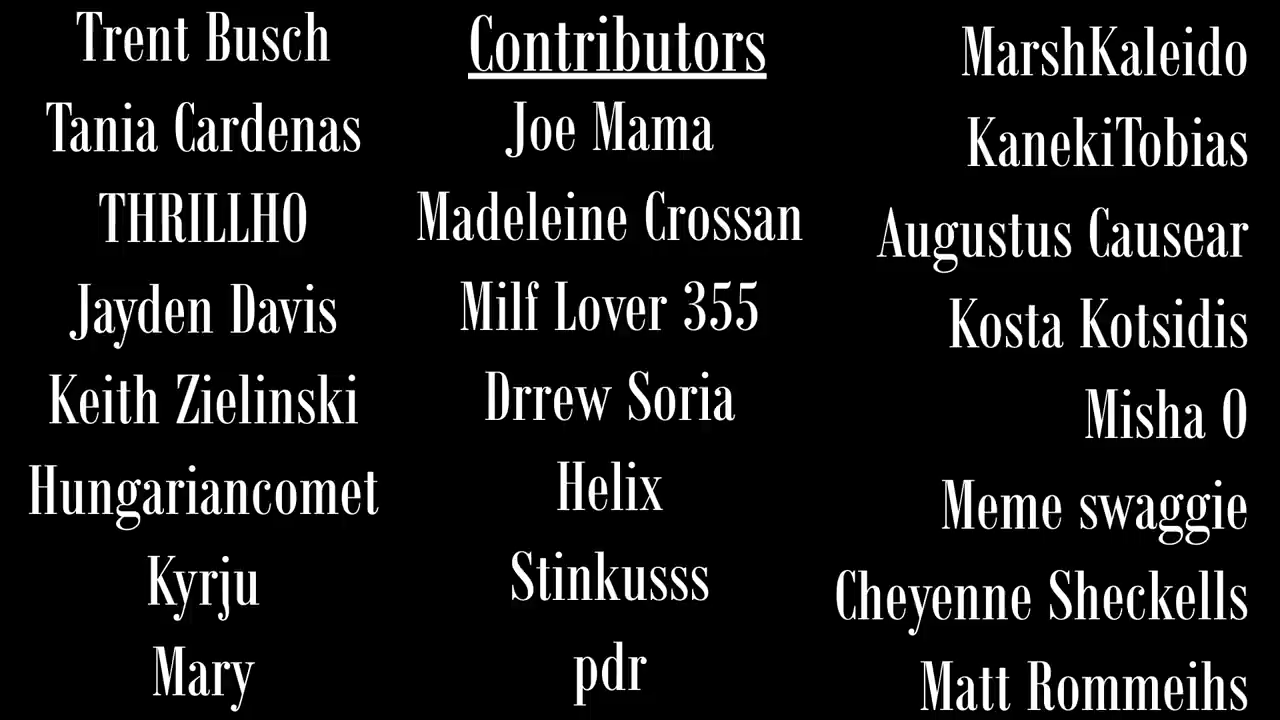 Trent Busch
Tania Cardenas
THRILLHO
Jayden Davis
Keith Zielinski
Hungariancomet
Kyrju
Mary
Contributors
Joe Mama
Madeleine Crossan
Milf Lover 355
Drrew Soria
Helix
Stinkusss
pdr
MarshKaleido
KanekiTobias
Augustus Causear
Kosta Kotsidis
Misha O
Meme swaggie
Cheyenne Sheckells
Matt Rommeihs